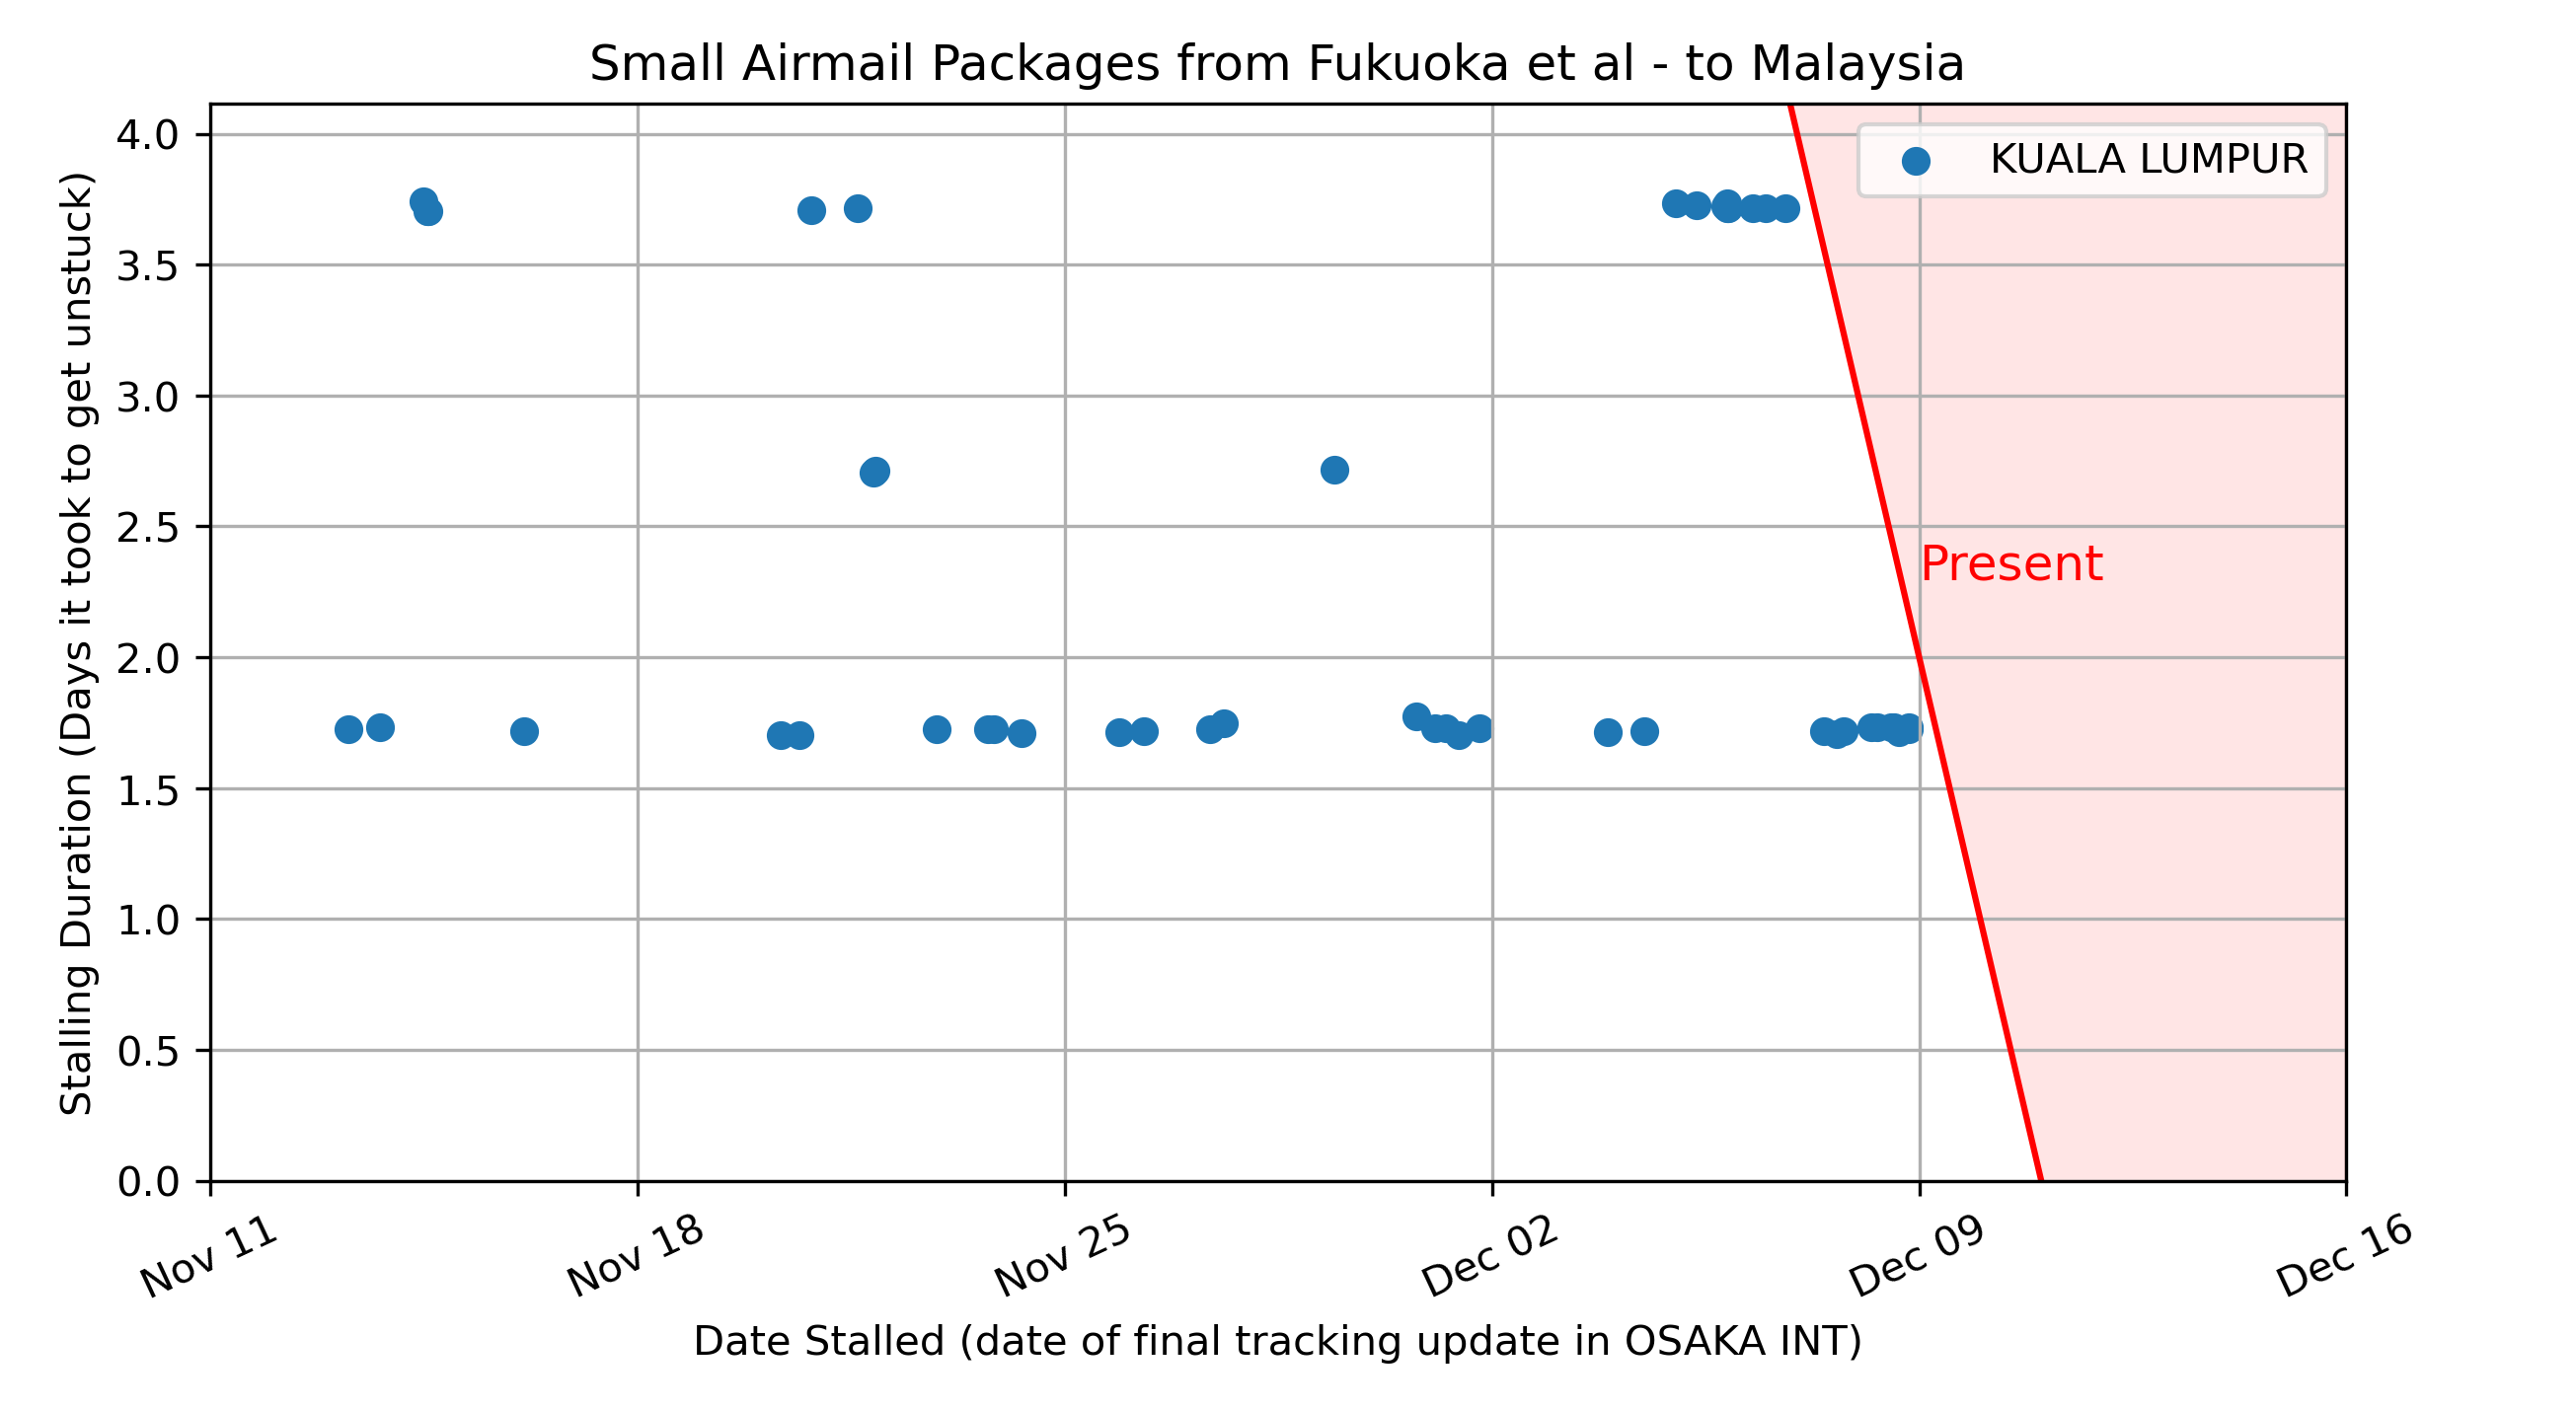 Small Airmail Packages from Fukuoka et al - to Malaysia
KUALA LUMPUR
Stalling Duration (Days it took to get unstuck)
4.0
3.5
3.0
2.5
2.0
1.5
1.0
0.5
0.0
Present
Nov 11
Nov 18
Nov 25
Dec 02
Dec 09
Dec 16
Date Stalled (date of final tracking update in OSAKA INT)